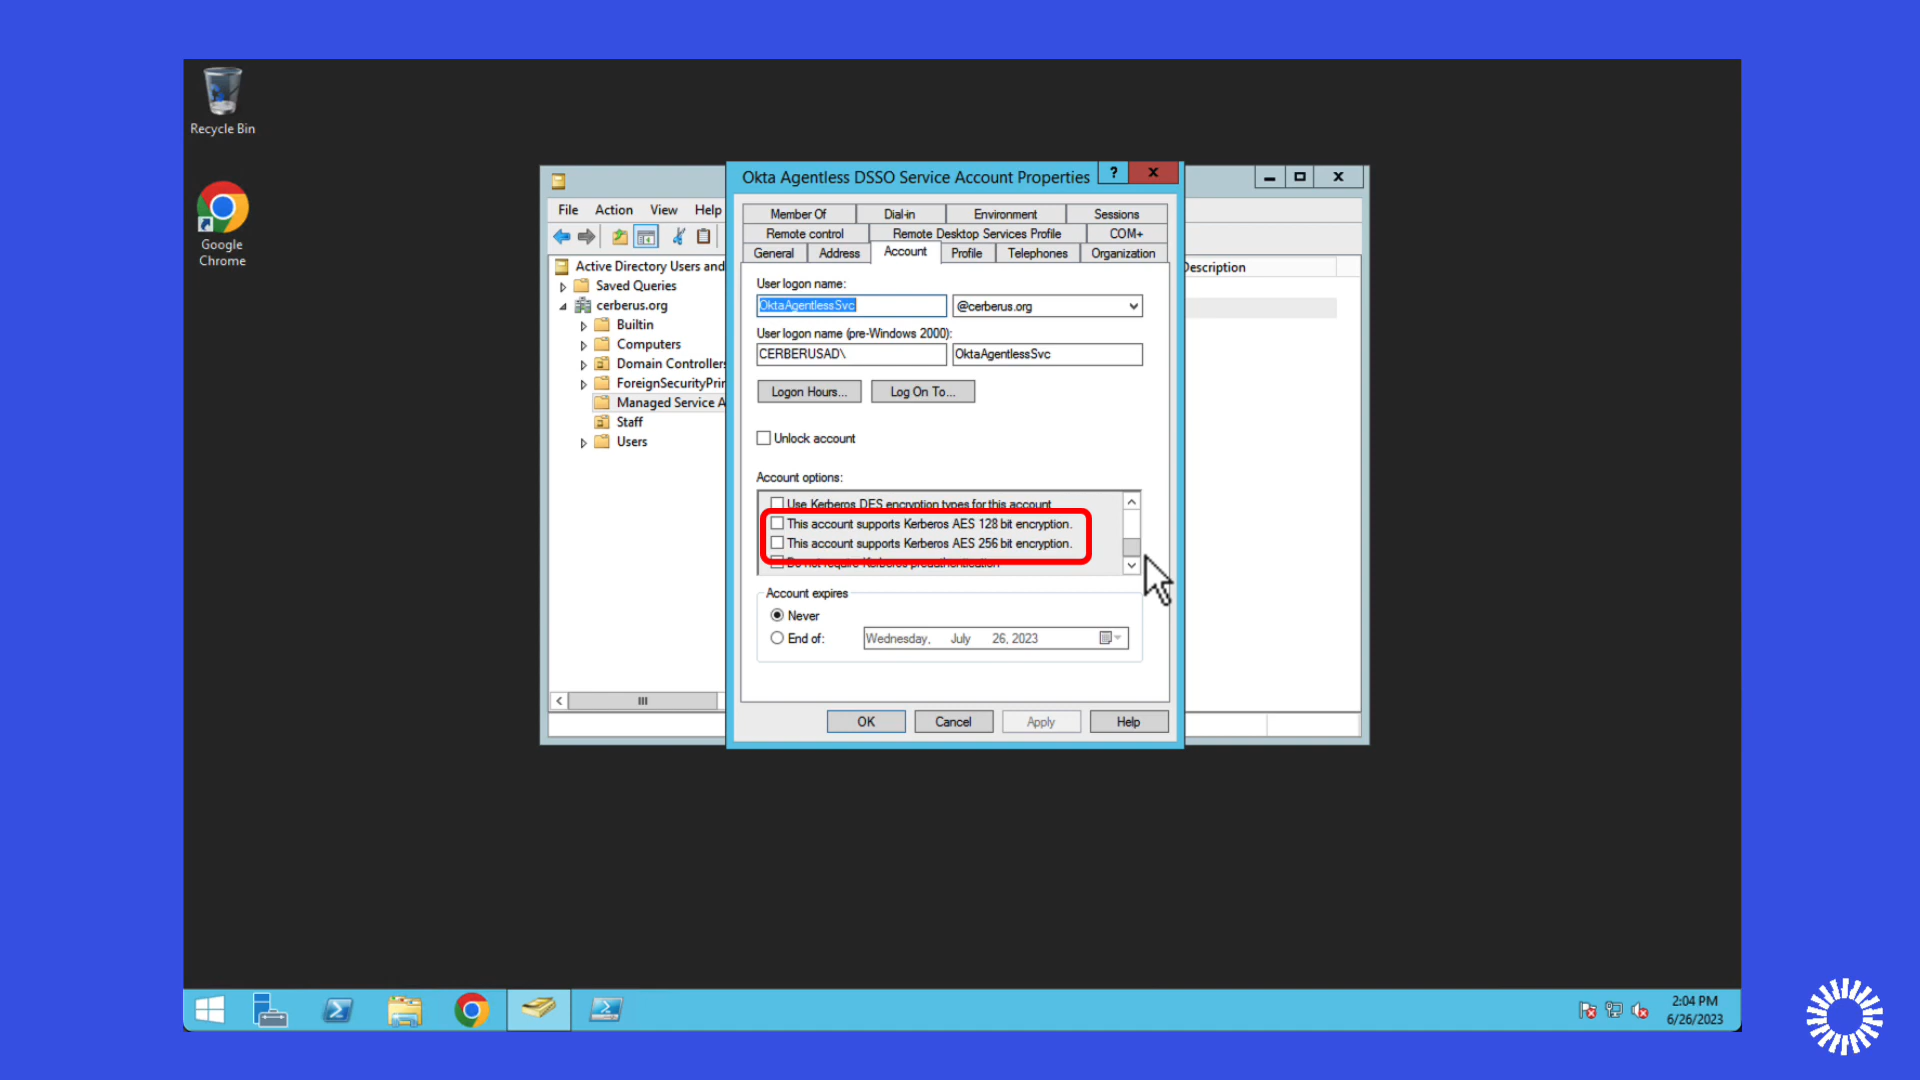 Recycle Bin
Google
Chrome
Okta Agentless DSSO Service Account Properties
?
x
File Action View Help
Active Directory Users and
Saved Queries
cerberus.org
Builtin
Computers
Domain Controllers
ForeignSecurityPrin
Managed Service A
Staff
Users
Description
Member Of Dial-in Environment Sessions
Remote control Remote Desktop Services Profile COM+
General Address Account Profile Telephones Organization
User logon name:
OktaAgentlessSvc @cerberus.org
User logon name (pre-Windows 2000):
CERBERUSAD\ OktaAgentlessSvc
Logon Hours... Log On To...
Unlock account
Account options:
Use Kerberos DES encryption types for this account
This account supports Kerberos AES 128 bit encryption.
This account supports Kerberos AES 256 bit encryption.
Do not require Kerberos preauthentication
Account expires
Never
End of: Wednesday, July 26, 2023
OK Cancel Apply Help
2:04 PM
6/26/2023